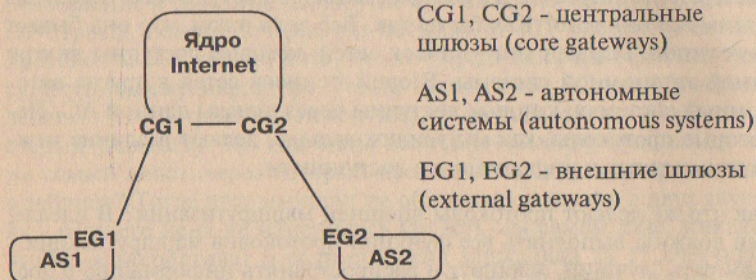 Ядро
Internet
CG1
CG2
EG1
AS1
EG2
AS2
CG1, CG2 - центральные
шлюзы (core gateways)
AS1, AS2 - автономные
системы (autonomous systems)
EG1, EG2 - внешние шлюзы
(external gateways)